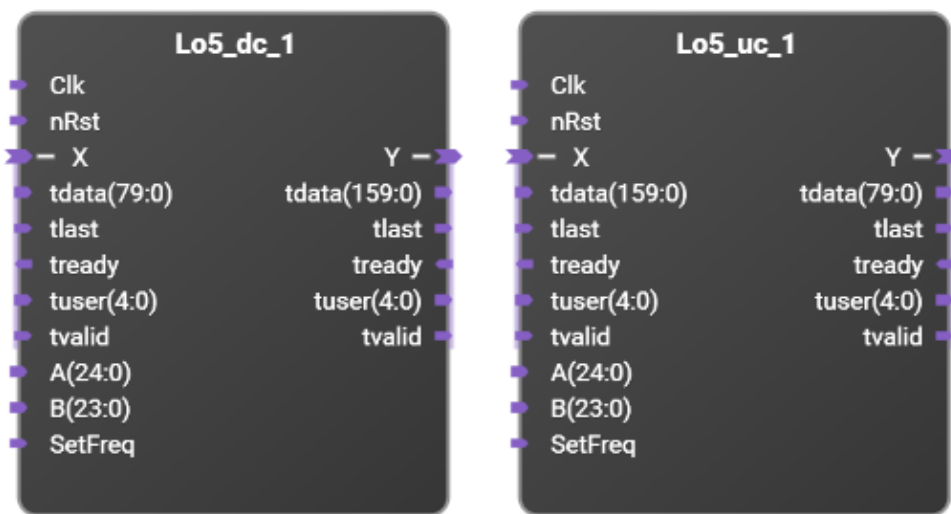 Lo5_dc_1
Clk
nRst
X Y
tdata(79:0) tdata(159:0)
tlast tlast
tready tready
tuser(4:0) tuser(4:0)
tvalid tvalid
A(24:0)
B(23:0)
SetFreq
Lo5_uc_1
Clk
nRst
X Y
tdata(159:0) tdata(79:0)
tlast tlast
tready tready
tuser(4:0) tuser(4:0)
tvalid tvalid
A(24:0)
B(23:0)
SetFreq